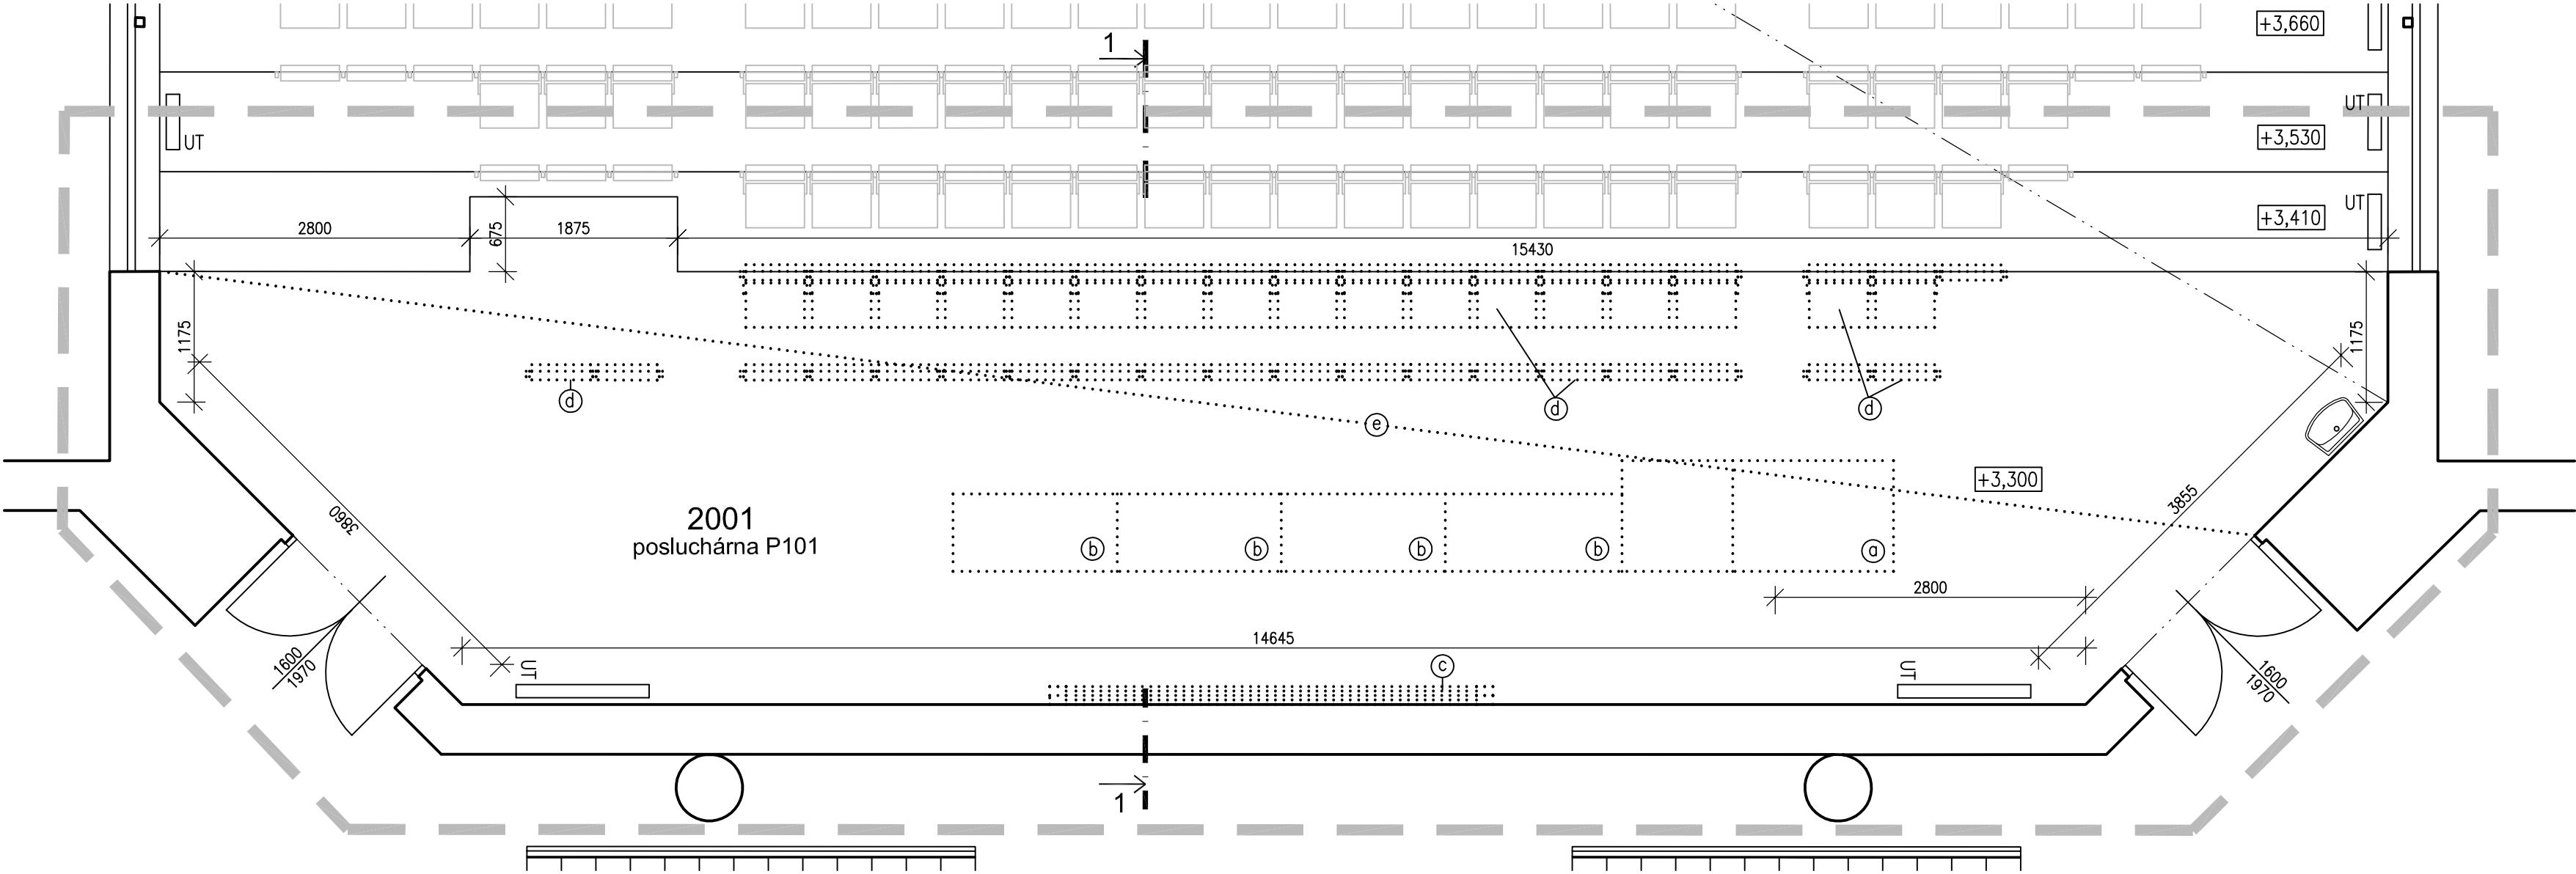 +3,660
1
UT
+3,530
UT
UT
+3,410
2800
675
1875
15430
1175
1175
d
d
d
e
+3,300
3860
2001
posluchárna P101
b
b
b
b
a
3855
2800
14645
1600
1970
UT
c
UT
1600
1970
1